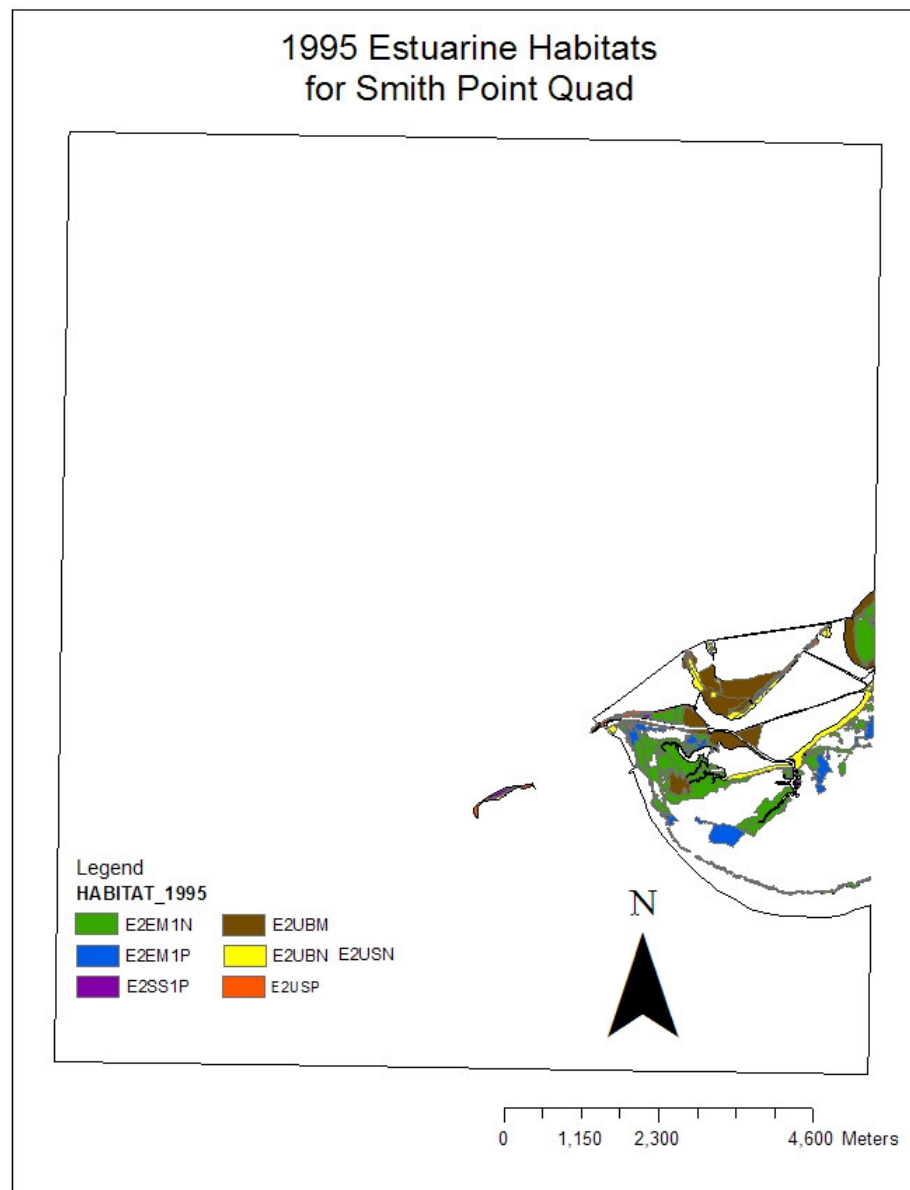 1995 Estuarine Habitats
for Smith Point Quad
Legend
HABITAT_1995
E2EM1N
E2UBM
E2EM1P
E2UBN E2USN
E2SS1P
E2USP
N
0 1,150 2,300 4,600 Meters